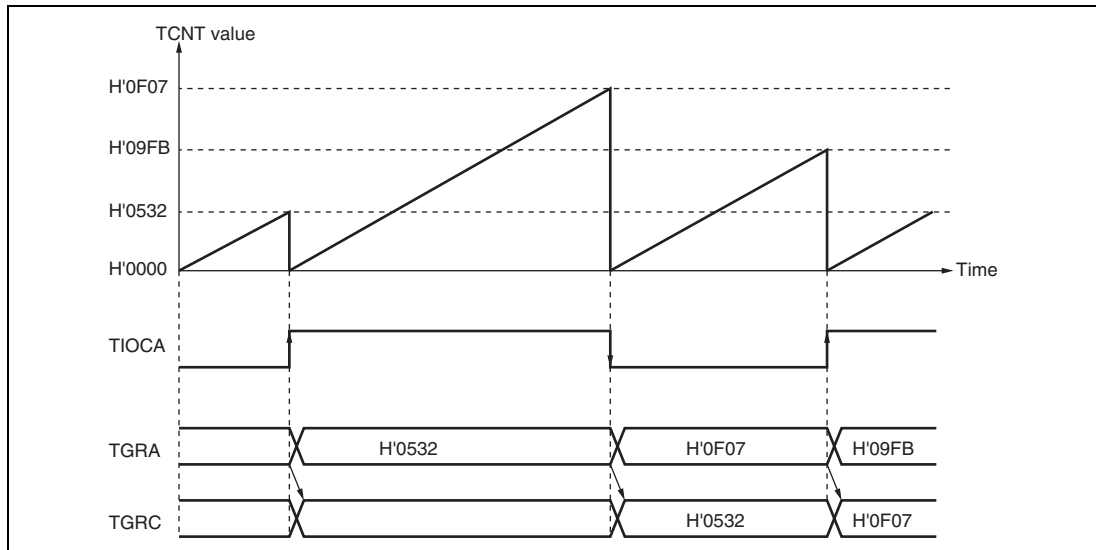 TCNT value
H'0F07
H'09FB
H'0532
H'0000
Time
TIOCA
TGRA
H'0532
H'0F07
H'09FB
TGRC
H'0532
H'0F07